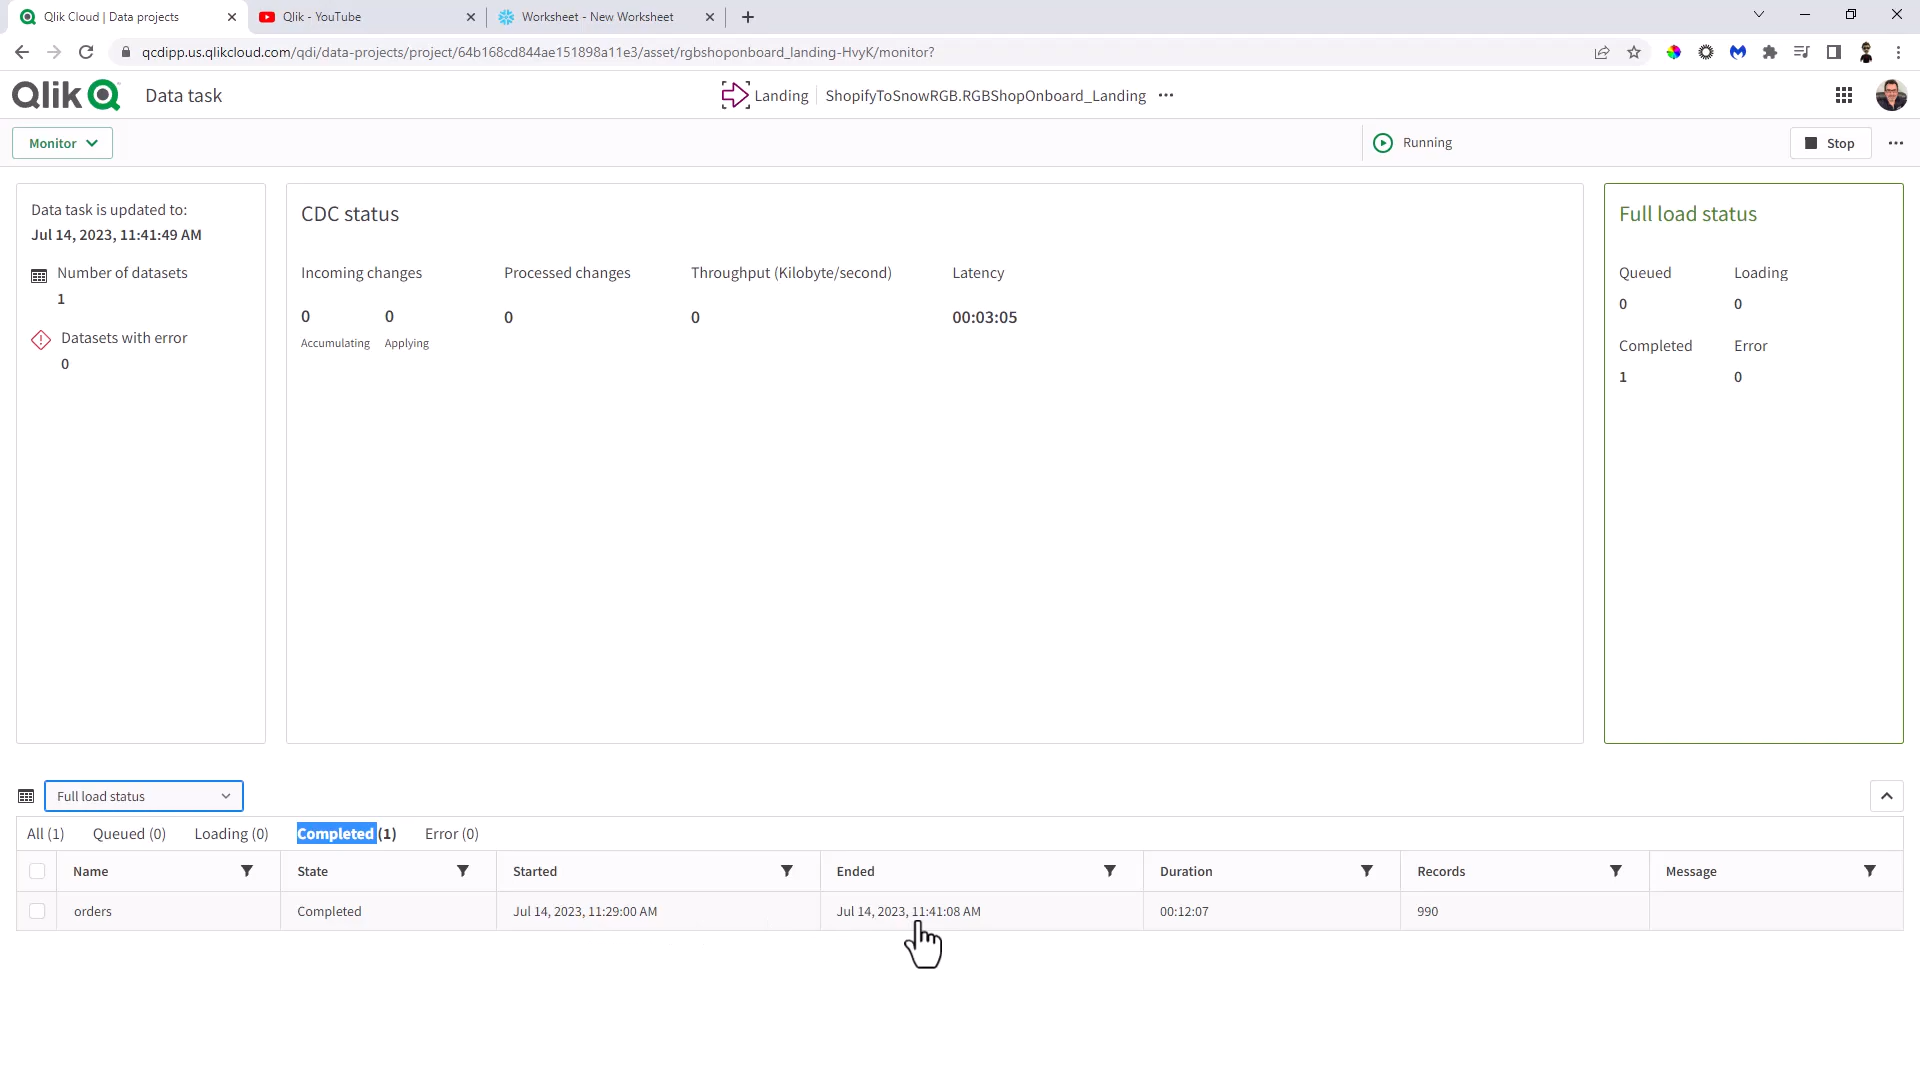 Qlik Cloud | Data projects
Qlik - YouTube
Worksheet - New Worksheet
qcdipp.us.qlikcloud.com/qdi/data-projects/project/64b168cd844ae151898a11e3/asset/rgbshoponboard_landing-HvyK/monitor?
Qlik
Data task
Landing
ShopifyToSnowRGB.RGBShopOnboard_Landing
Monitor
Running
Stop
Data task is updated to:
Jul 14, 2023, 11:41:49 AM
Number of datasets
1
Datasets with error
0
CDC status
Incoming changes
Processed changes
Throughput (Kilobyte/second)
Latency
0
0
0
0
00:03:05
Accumulating
Applying
Full load status
Queued
Loading
0
0
Completed
Error
1
0
Full load status
All (1)
Queued (0)
Loading (0)
Completed (1)
Error (0)
Name
State
Started
Ended
Duration
Records
Message
orders
Completed
Jul 14, 2023, 11:29:00 AM
Jul 14, 2023, 11:41:08 AM
00:12:07
990